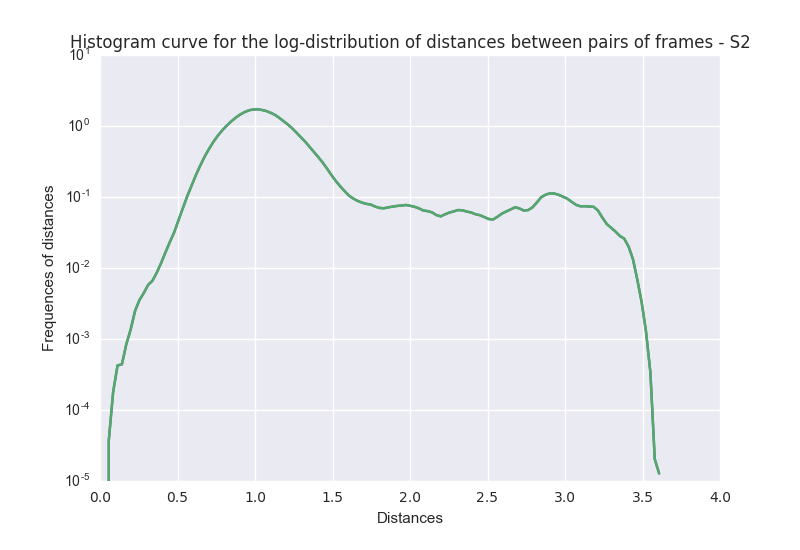 Histogram curve for the log-distribution of distances between pairs of frames - S2
10^1
10^0
10^-1
10^-2
10^-3
10^-4
10^-5
Frequences of distances
0.0 0.5 1.0 1.5 2.0 2.5 3.0 3.5 4.0
Distances